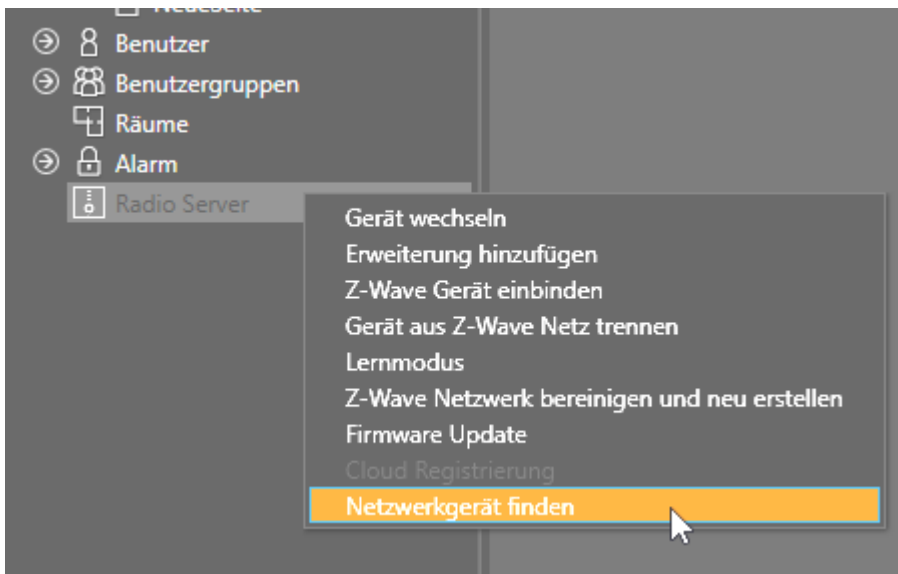 NeueSeite
Benutzer
Benutzergruppen
Räume
Alarm
Radio Server
Gerät wechseln
Erweiterung hinzufügen
Z-Wave Gerät einbinden
Gerät aus Z-Wave Netz trennen
Lernmodus
Z-Wave Netzwerk bereinigen und neu erstellen
Firmware Update
Cloud Registrierung
Netzwerkgerät finden